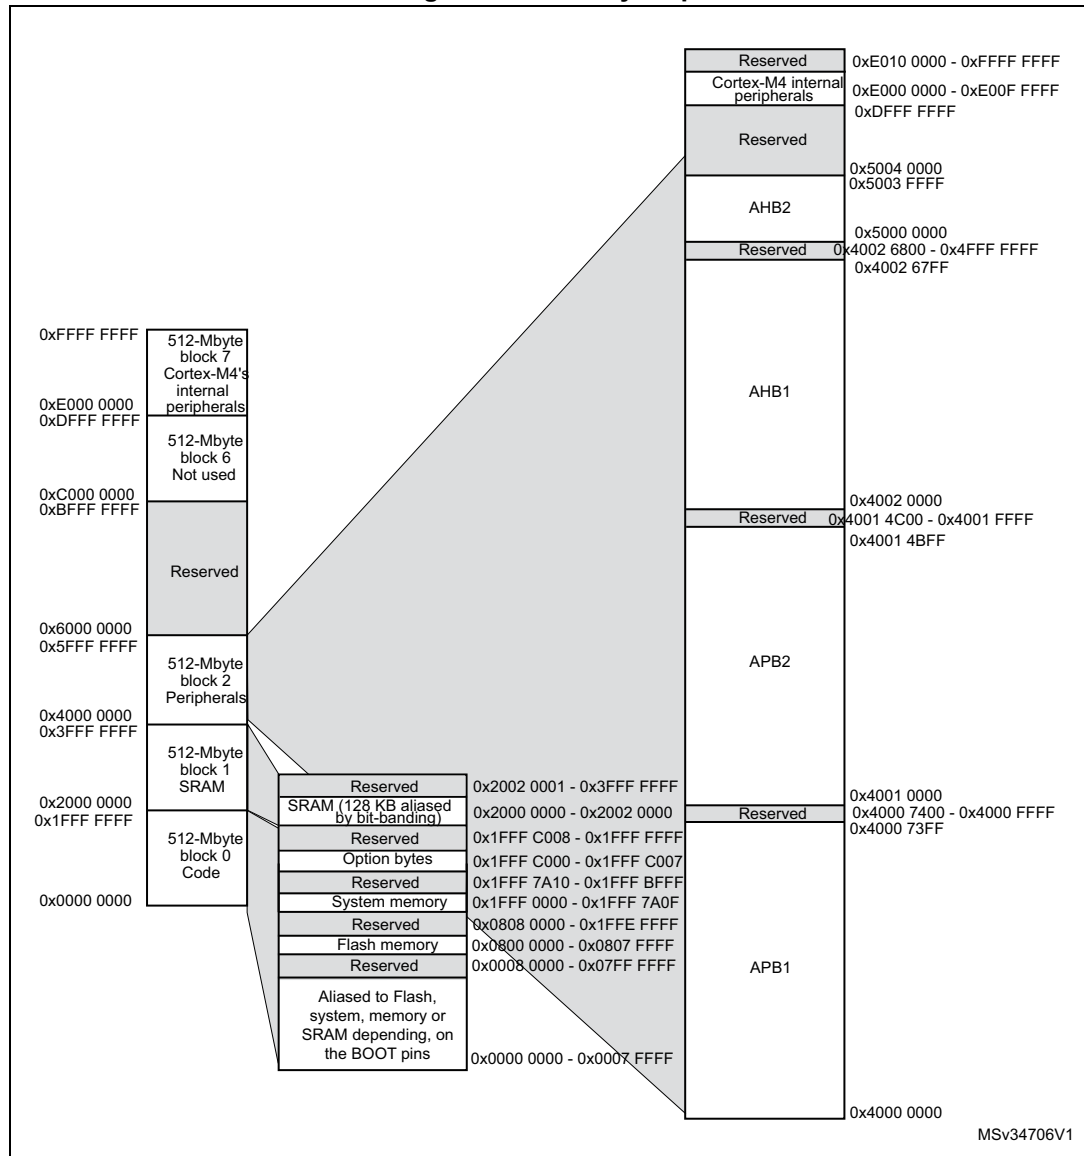 0xFFFF FFFF
512-Mbyte
block 7
Cortex-M4's
internal
peripherals
0xE000 0000
0xDFFF FFFF
512-Mbyte
block 6
Not used
0xC000 0000
0xBFFF FFFF
Reserved
0x6000 0000
0x5FFF FFFF
512-Mbyte
block 2
Peripherals
0x4000 0000
0x3FFF FFFF
512-Mbyte
block 1
SRAM
0x2000 0000
0x1FFF FFFF
512-Mbyte
block 0
Code
0x0000 0000
Reserved 0x2002 0001 - 0x3FFF FFFF
SRAM (128 KB aliased
by bit-banding)
0x2000 0000 - 0x2002 0000
Reserved 0x1FFF C008 - 0x1FFF FFFF
Option bytes 0x1FFF C000 - 0x1FFF C007
Reserved 0x1FFF 7A10 - 0x1FFF BFFF
System memory 0x1FFF 0000 - 0x1FFF 7A0F
Reserved 0x0808 0000 - 0x1FFE FFFF
Flash memory 0x0800 0000 - 0x0807 FFFF
Reserved 0x0008 0000 - 0x07FF FFFF
Aliased to Flash,
system, memory or
SRAM depending, on
the BOOT pins
0x0000 0000 - 0x0007 FFFF
Reserved 0xE010 0000 - 0xFFFF FFFF
Cortex-M4 internal
peripherals
0xE000 0000 - 0xE00F FFFF
0xDFFF FFFF
Reserved
0x5004 0000
0x5003 FFFF
AHB2
0x5000 0000
Reserved 0x4002 6800 - 0x4FFF FFFF
0x4002 67FF
AHB1
0x4002 0000
Reserved 0x4001 4C00 - 0x4001 FFFF
0x4001 4BFF
APB2
0x4001 0000
Reserved 0x4000 7400 - 0x4000 FFFF
0x4000 73FF
APB1
0x4000 0000
MSv34706V1